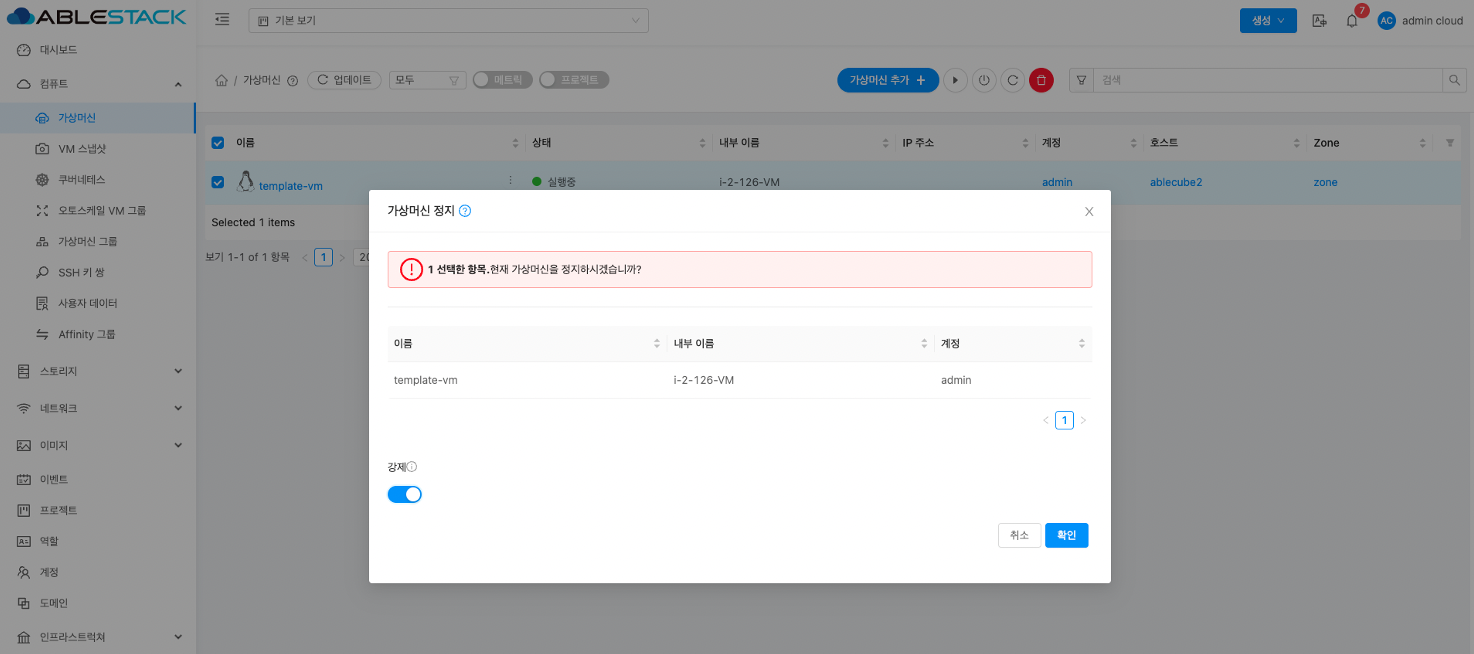 ABLESTACK
기본 보기
생성
7
AC
admin cloud
대시보드
컴퓨트
가상머신
VM 스냅샷
쿠버네티스
오토스케일 VM 그룹
가상머신 그룹
SSH 키 쌍
사용자 데이터
Affinity 그룹
스토리지
네트워크
이미지
이벤트
프로젝트
역할
계정
도메인
인프라스트럭쳐
/ 가상머신
업데이트
모두
메트릭
프로젝트
가상머신 추가
검색
이름 상태 내부 이름 IP 주소 계정 호스트 Zone
template-vm 실행중 i-2-126-VM admin ablecube2 zone
Selected 1 items
보기 1-1 of 1 항목 < 1 > 20
가상머신 정지
1 선택한 항목.현재 가상머신을 정지하시겠습니까?
이름 내부 이름 계정
template-vm i-2-126-VM admin
< 1 >
강제
취소 확인